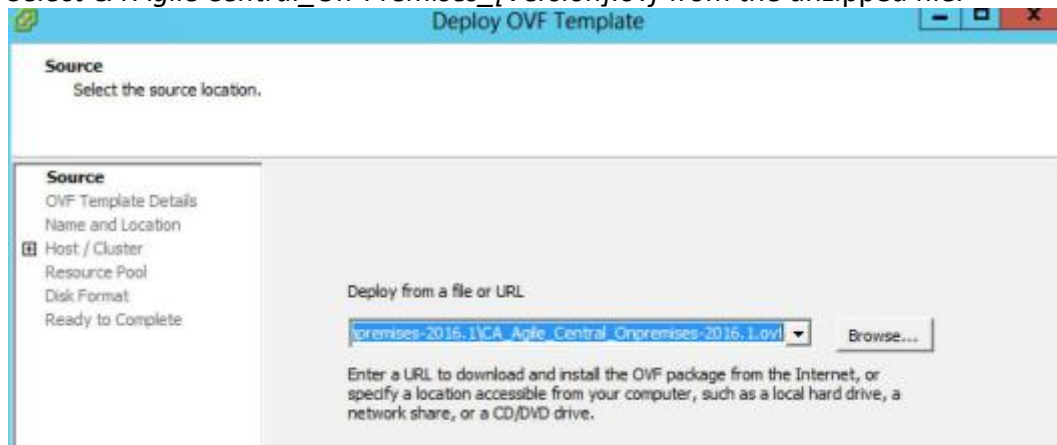 Deploy OVF Template
Source
Select the source location.
Source
OVF Template Details
Name and Location
Host / Cluster
Resource Pool
Disk Format
Ready to Complete
Deploy from a file or URL
premises-2016.1\CA_Agile_Central_Onpremises-2016.1.ovf
Browse...
Enter a URL to download and install the OVF package from the Internet, or
specify a location accessible from your computer, such as a local hard drive, a
network share, or a CD/DVD drive.